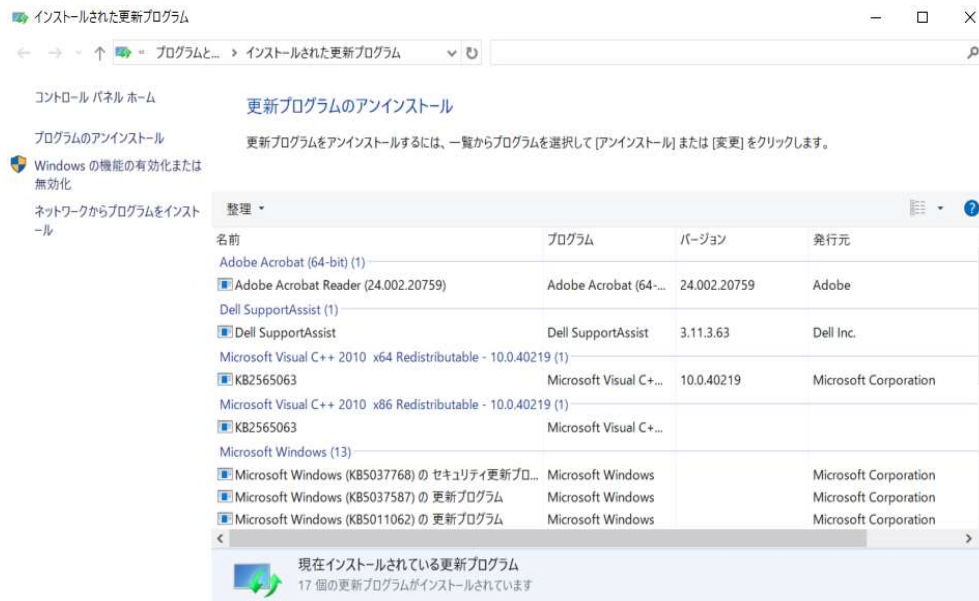 インストールされた更新プログラム
プログラムと... › インストールされた更新プログラム
コントロール パネル ホーム
プログラムのアンインストール
Windows の機能の有効化または
無効化
ネットワークからプログラムをインスト
ール
更新プログラムのアンインストール
更新プログラムをアンインストールするには、一覧からプログラムを選択して [アンインストール] または [変更] をクリックします。
整理
名前 プログラム バージョン 発行元
Adobe Acrobat (64-bit) (1)
Adobe Acrobat Reader (24.002.20759) Adobe Acrobat (64-... 24.002.20759 Adobe
Dell SupportAssist (1)
Dell SupportAssist Dell SupportAssist 3.11.3.63 Dell Inc.
Microsoft Visual C++ 2010 x64 Redistributable - 10.0.40219 (1)
KB2565063 Microsoft Visual C+... 10.0.40219 Microsoft Corporation
Microsoft Visual C++ 2010 x86 Redistributable - 10.0.40219 (1)
KB2565063 Microsoft Visual C+...
Microsoft Windows (13)
Microsoft Windows (KB5037768) の セキュリティ更新プロ... Microsoft Windows Microsoft Corporation
Microsoft Windows (KB5037587) の 更新プログラム Microsoft Windows Microsoft Corporation
Microsoft Windows (KB5011062) の 更新プログラム Microsoft Windows Microsoft Corporation
現在インストールされている更新プログラム
17 個の更新プログラムがインストールされています